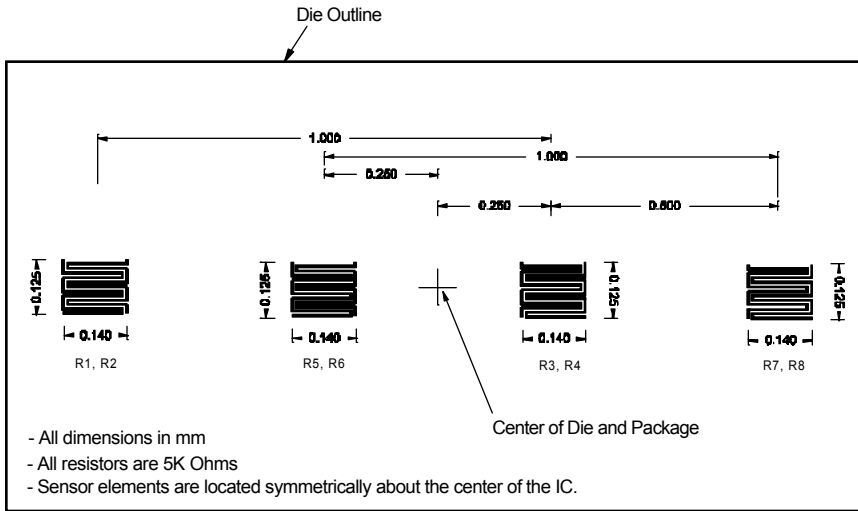 Die Outline
1.000
1.000
0.250
0.250
0.500
0.125
0.125
0.125
0.125
0.140
0.140
0.140
0.140
R1, R2
R5, R6
R3, R4
R7, R8
Center of Die and Package
- All dimensions in mm
- All resistors are 5K Ohms
- Sensor elements are located symmetrically about the center of the IC.